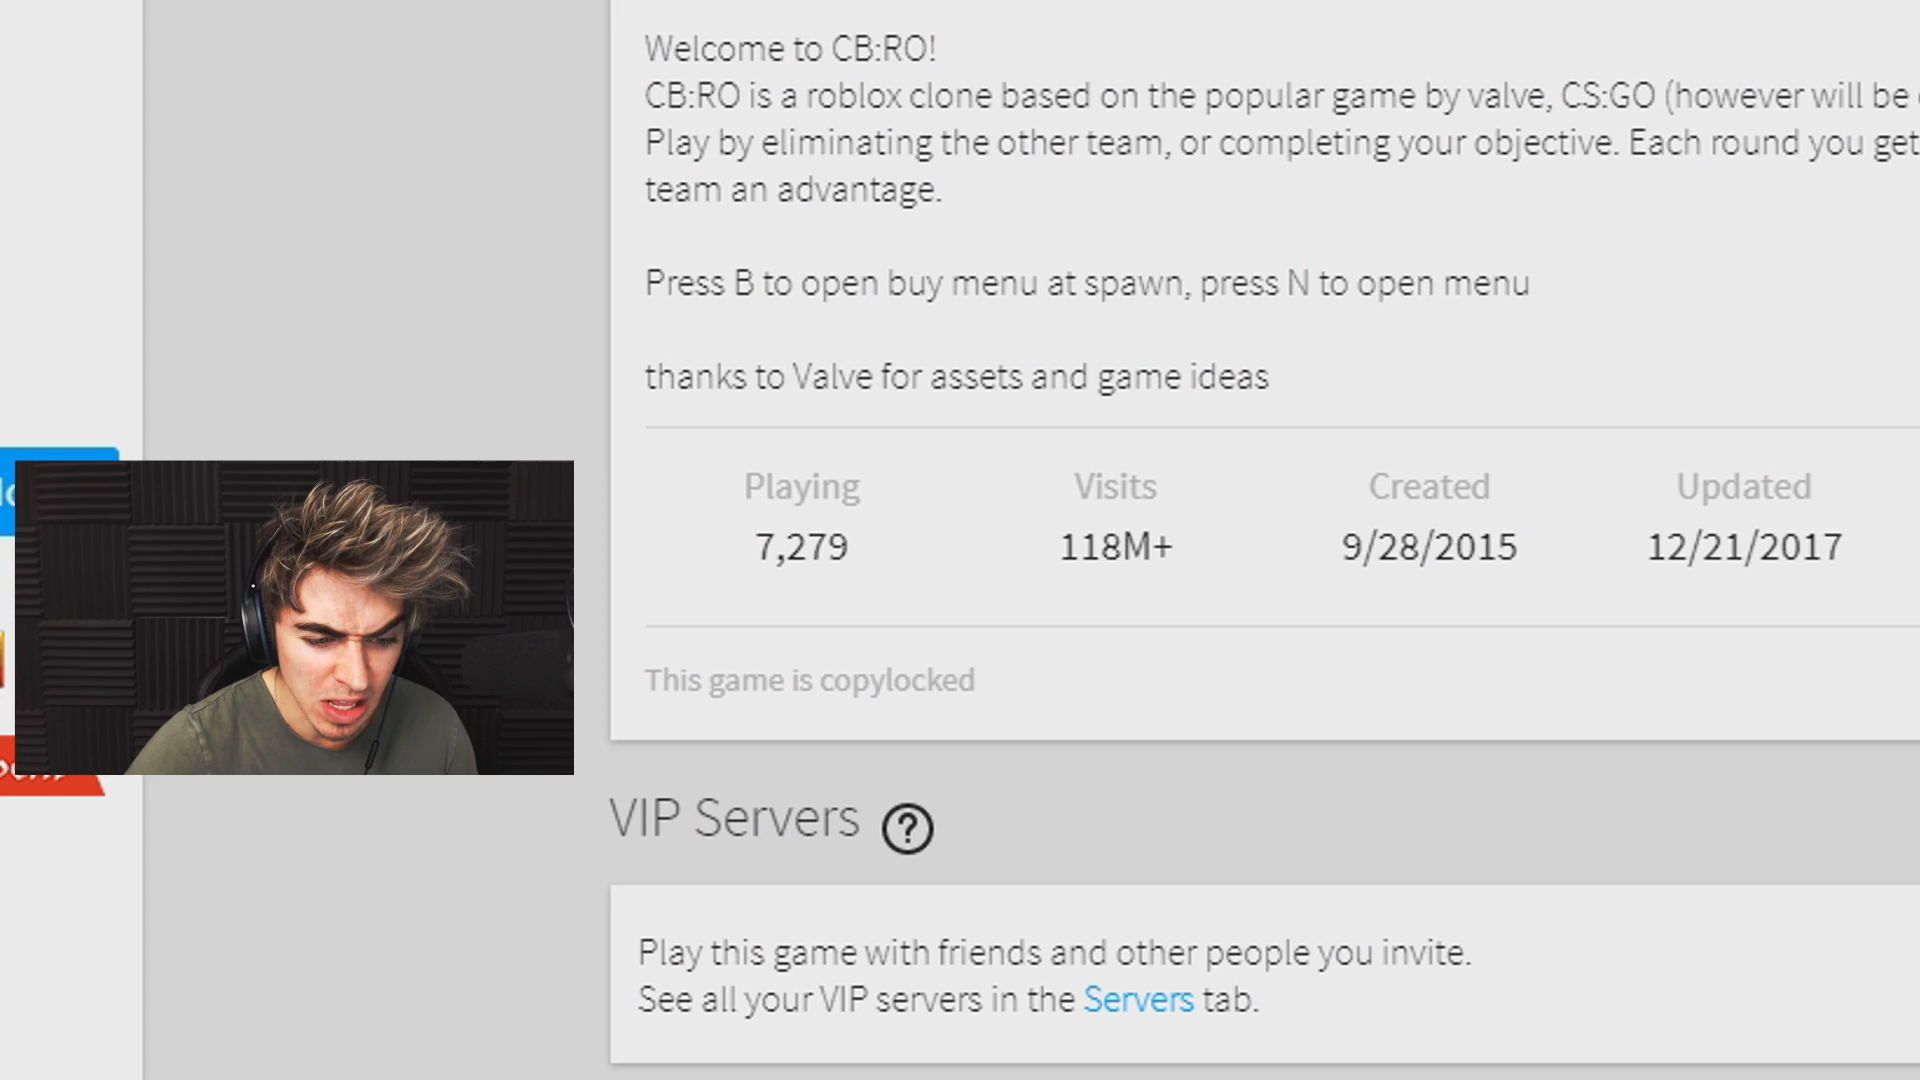 Welcome to CB:RO!
CB:RO is a roblox clone based on the popular game by valve, CS:GO (however will be
Play by eliminating the other team, or completing your objective. Each round you get
team an advantage.
Press B to open buy menu at spawn, press N to open menu
thanks to Valve for assets and game ideas
Playing Visits Created Updated
7,279 118M+ 9/28/2015 12/21/2017
This game is copylocked
VIP Servers ?
Play this game with friends and other people you invite.
See all your VIP servers in the Servers tab.